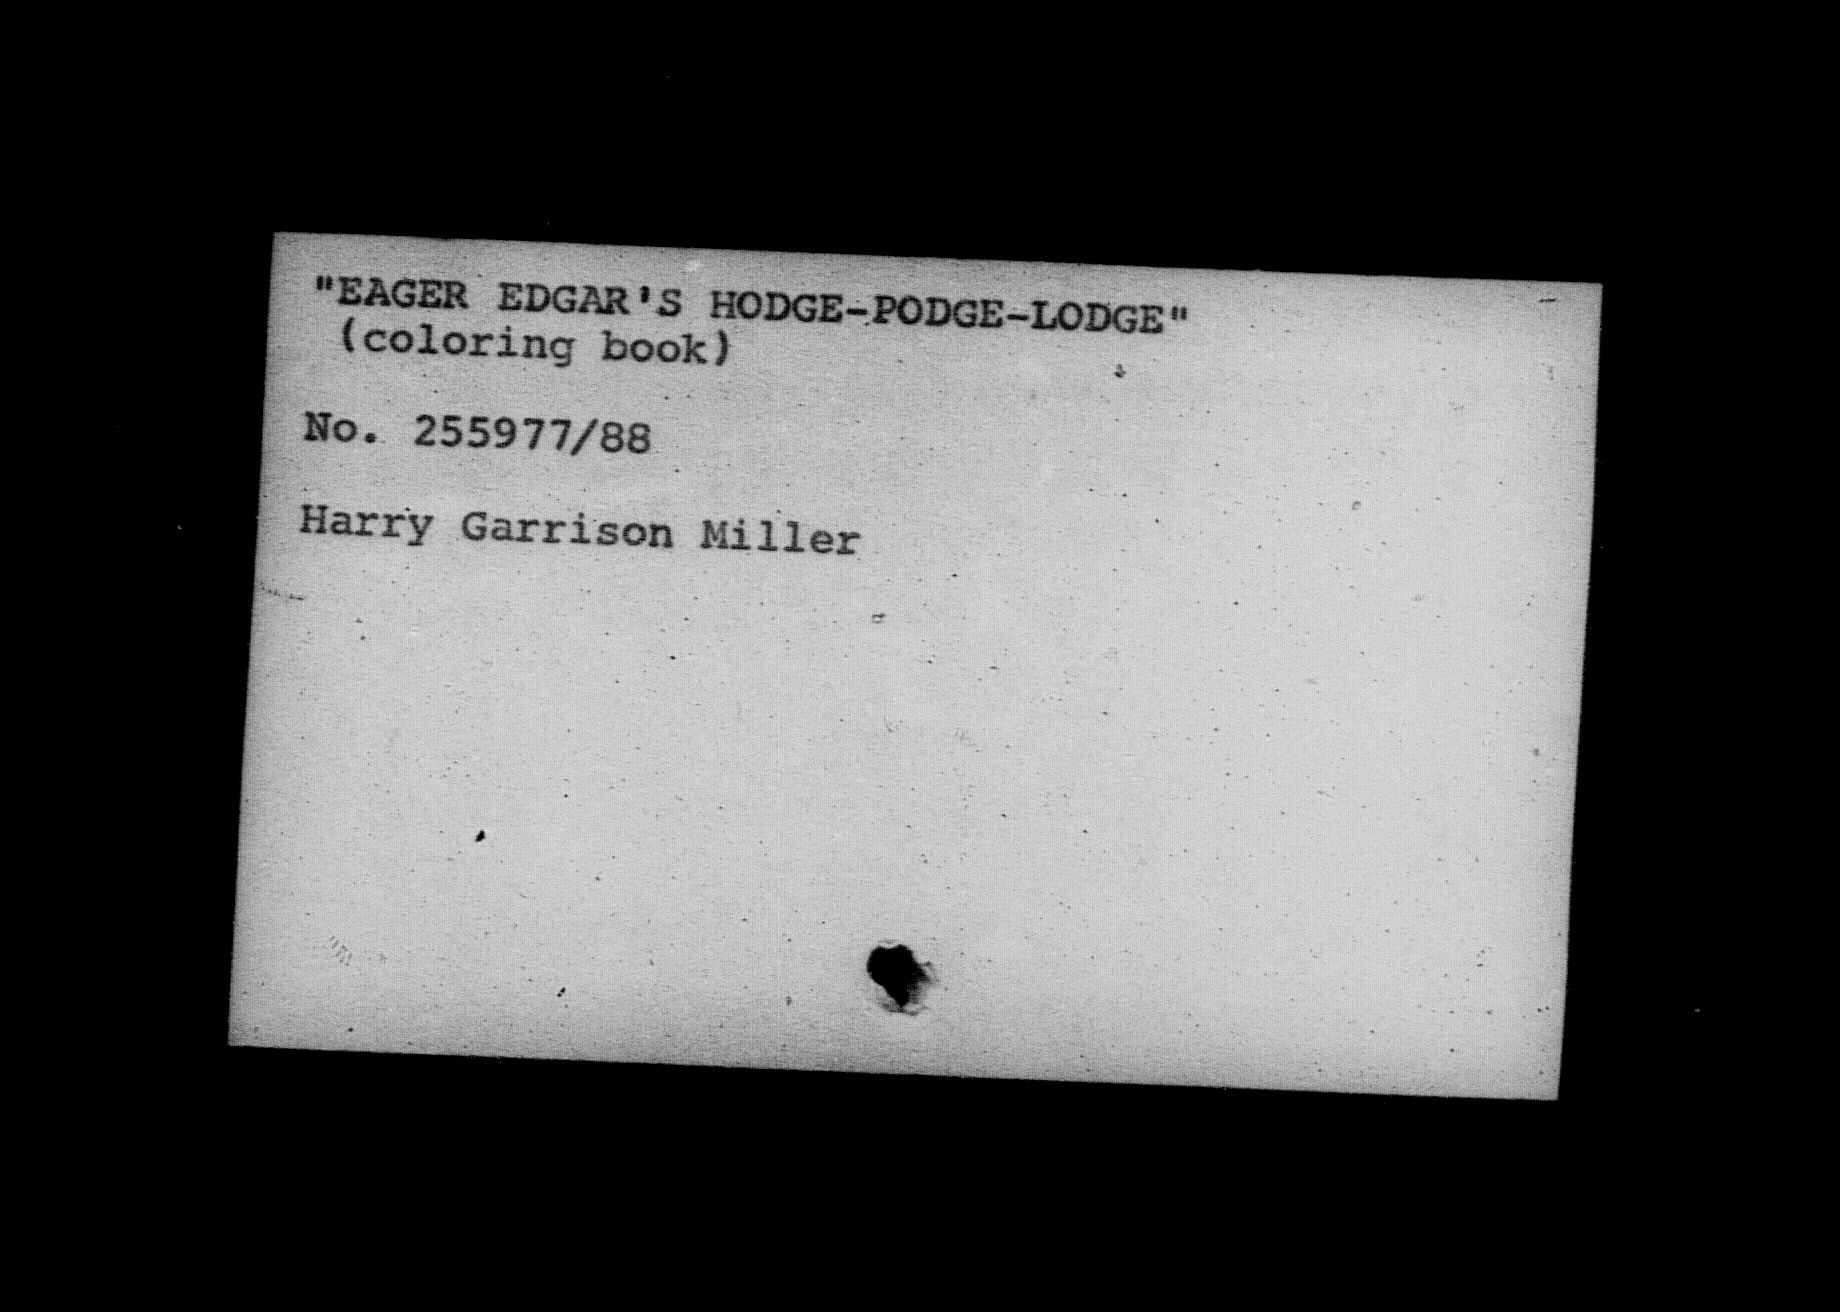 "EAGER EDGAR'S HODGE-PODGE-LODGE"
(coloring book)
No. 255977/88
Harry Garrison Miller